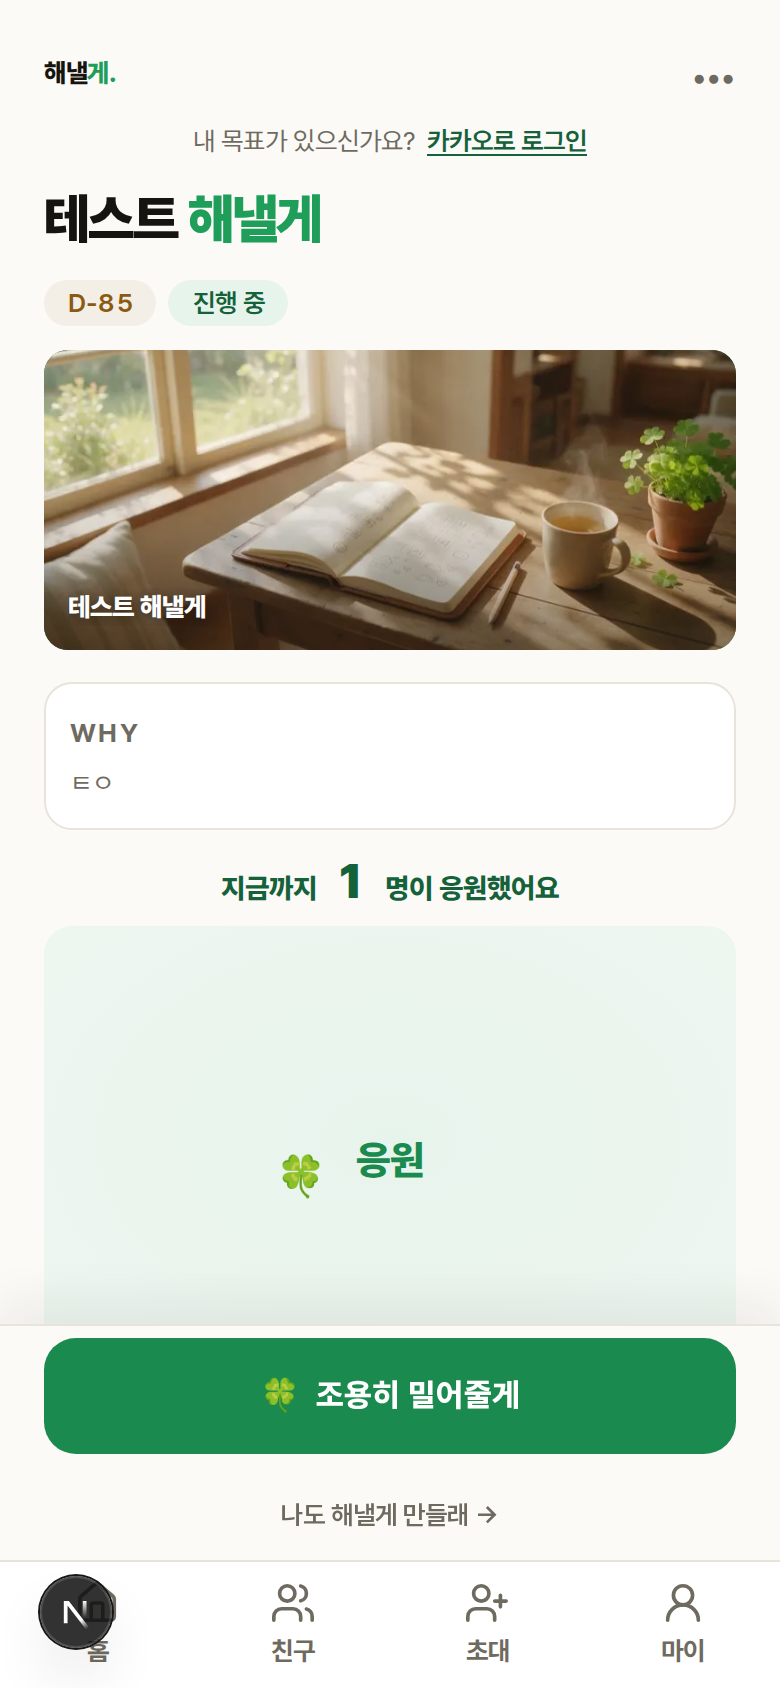 해낼게.
내 목표가 있으신가요? 카카오로 로그인
테스트 해낼게
D-85 진행 중
테스트 해낼게
WHY
ㅌㅇ
지금까지 1 명이 응원했어요
🍀 응원
🍀 조용히 밀어줄게
나도 해낼게 만들래 →
N
홈 친구 초대 마이